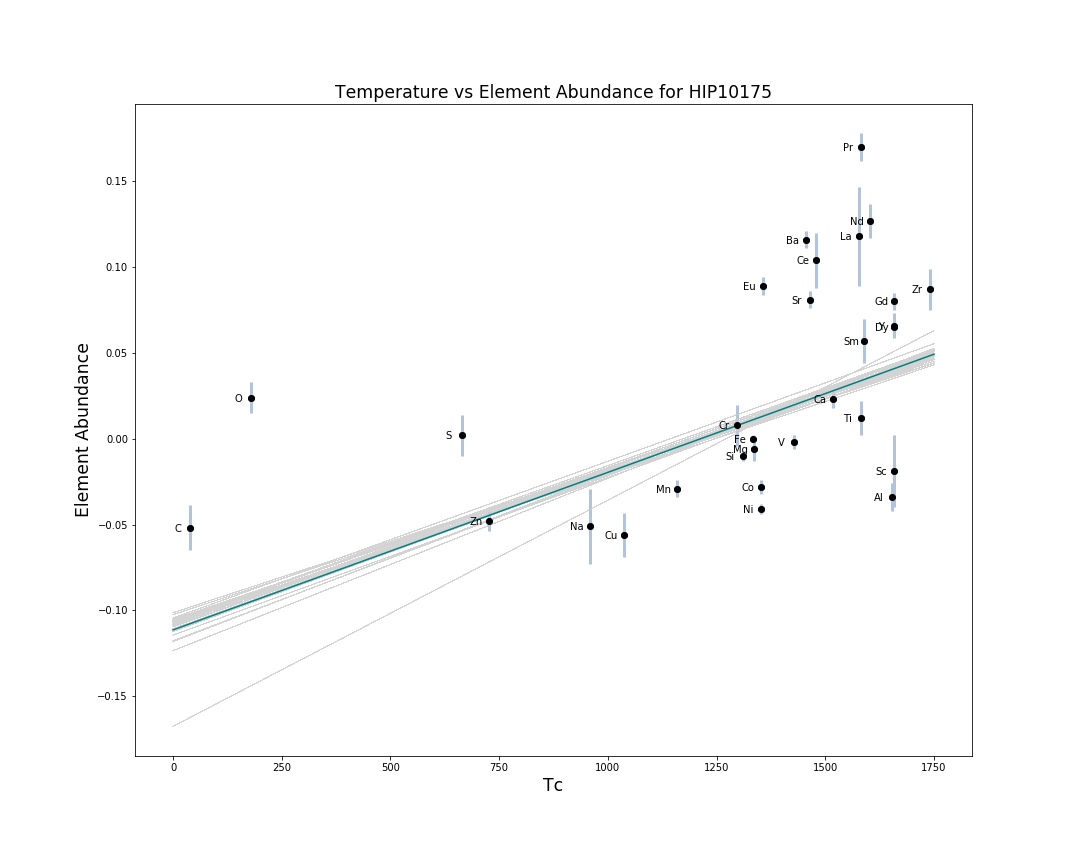 Temperature vs Element Abundance for HIP10175
Element Abundance
0.15
0.10
0.05
0.00
−0.05
−0.10
−0.15
Pr
Nd
La
Ba
Ce
Eu
Zr
Sr
Gd
Y
Dy
Sm
O
Ca
Ti
Cr
S
Fe
V
Mg
Si
Sc
Co
Mn
Al
Ni
Zn
Na
C
Cu
0
250
500
750
1000
1250
1500
1750
Tc